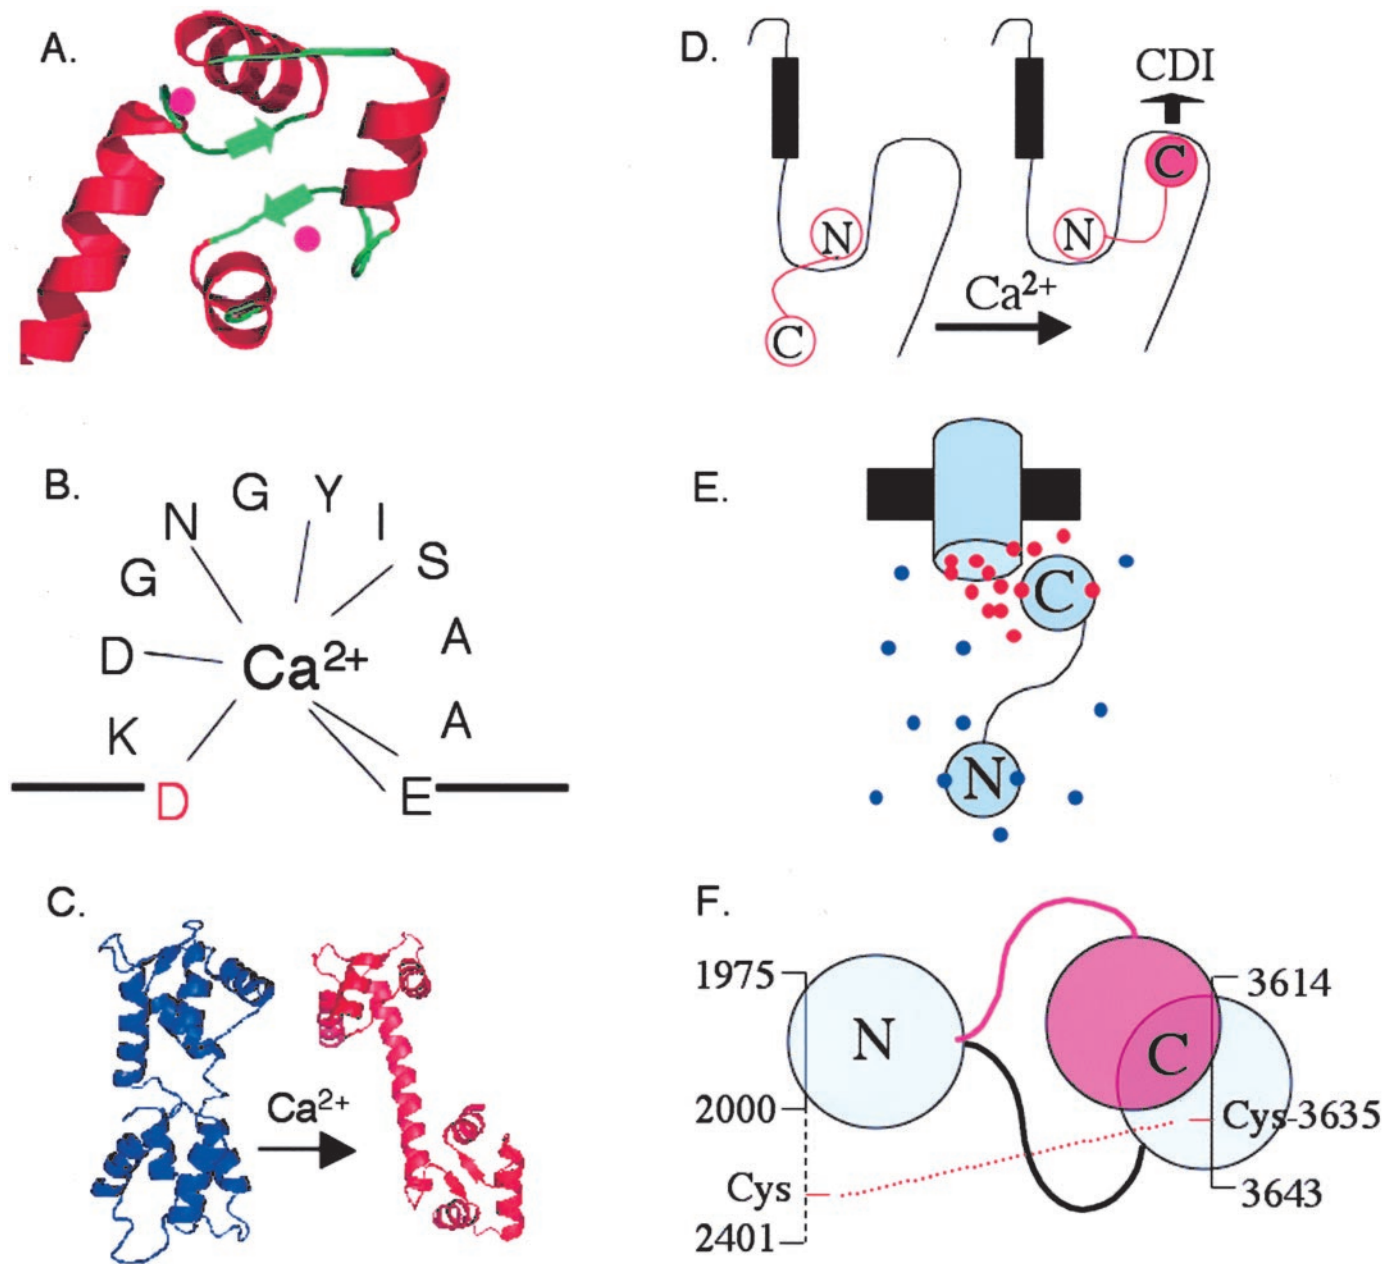 A.
B.
G
Y
N
I
S
G
D
Ca²⁺
A
K
A
D
E
C.
Ca²⁺
D.
CDI
C
N
N
C
Ca²⁺
E.
C
N
F.
1975
3614
N
C
2000
Cys-3635
Cys
3643
2401